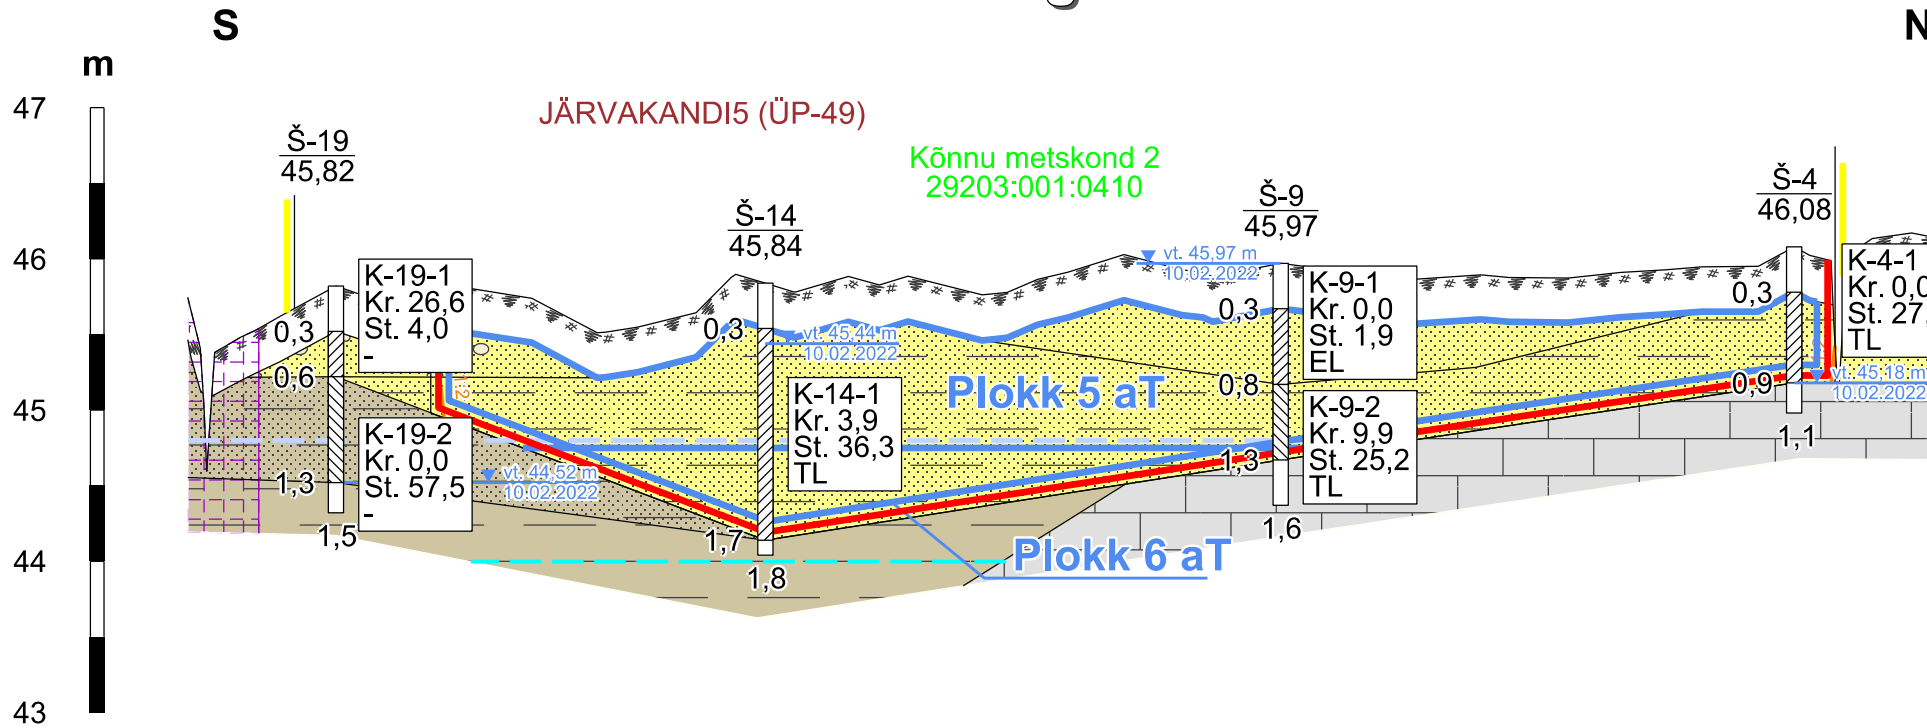 S
N
m
47
46
45
44
43
JÄRVAKANDI5 (ÜP-49)
Kõnnu metskond 2
29203:001:0410
Š-19
45,82
Š-14
45,84
Š-9
45,97
Š-4
46,08
K-19-1
Kr. 26,6
St. 4,0
-
K-19-2
Kr. 0,0
St. 57,5
-
K-14-1
Kr. 3,9
St. 36,3
TL
K-9-1
Kr. 0,0
St. 1,9
EL
K-9-2
Kr. 9,9
St. 25,2
TL
K-4-1
Kr. 0,0
St. 27,
TL
0,3
0,6
1,3
1,5
0,3
1,7
1,8
0,3
0,8
1,3
1,6
0,3
0,9
1,1
vt. 44,52 m
10.02.2022
vt. 45,44 m
10.02.2022
vt. 45,97 m
10.02.2022
vt. 45,18 m
10.02.2022
Plokk 5 aT
Plokk 6 aT